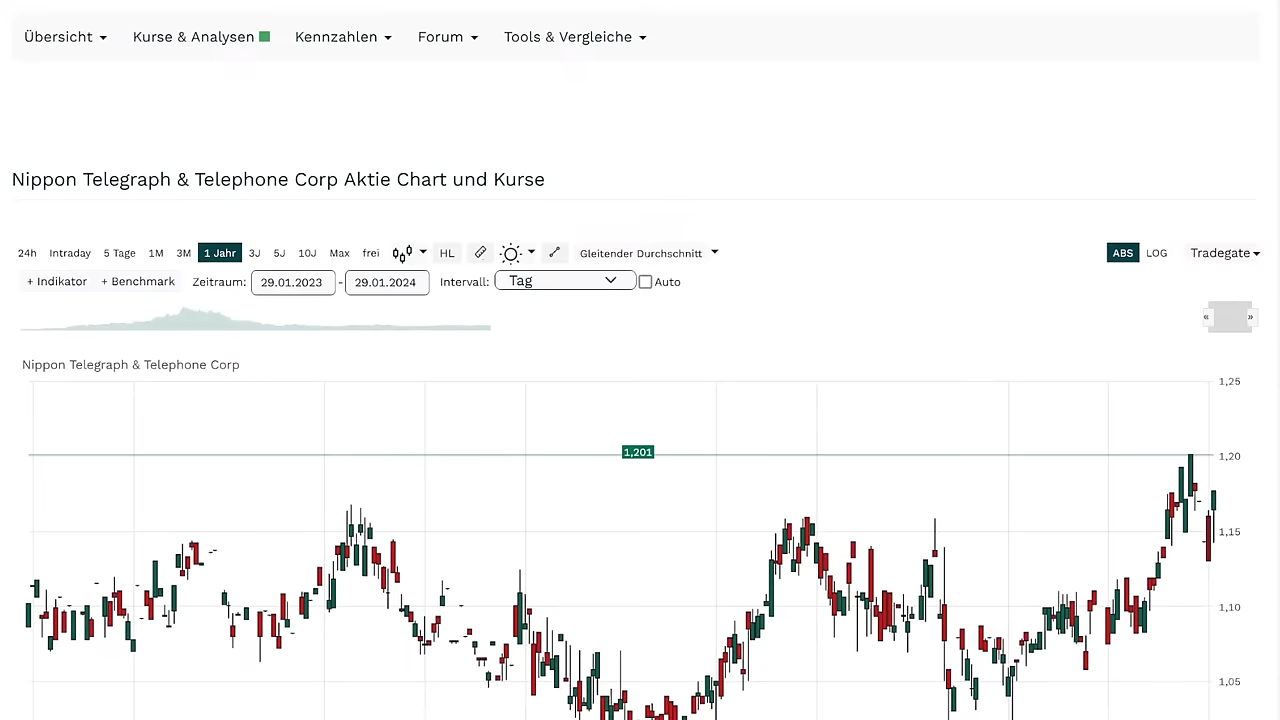 Übersicht Kurse & Analysen Kennzahlen Forum Tools & Vergleiche
Nippon Telegraph & Telephone Corp Aktie Chart und Kurse
24h Intraday 5 Tage 1M 3M 1 Jahr 3J 5J 10J Max frei HL Gleitender Durchschnitt ABS LOG Tradegate
+ Indikator + Benchmark Zeitraum: 29.01.2023 - 29.01.2024 Intervall: Tag Auto
« »
Nippon Telegraph & Telephone Corp
1,25
1,201
1,20
1,15
1,10
1,05